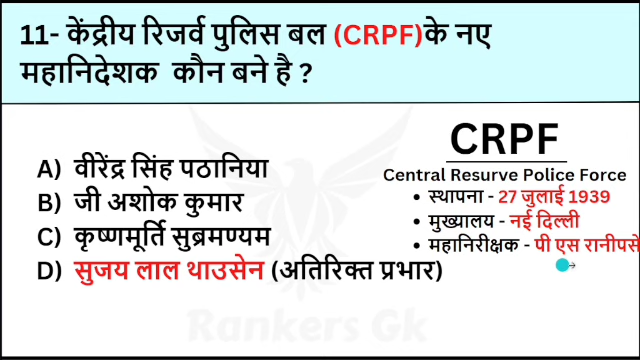 11- केंद्रीय रिजर्व पुलिस बल (CRPF)के नए
महानिदेशक कौन बने है ?
A) वीरेंद्र सिंह पठानिया
B) जी अशोक कुमार
C) कृष्णमूर्ति सुब्रमण्यम
D) सुजय लाल थाउसेन (अतिरिक्त प्रभार)
CRPF
Central Resurve Police Force
• स्थापना - 27 जुलाई 1939
• मुख्यालय - नई दिल्ली
• महानिरीक्षक - पी एस रानीपसे
Rankers Gk